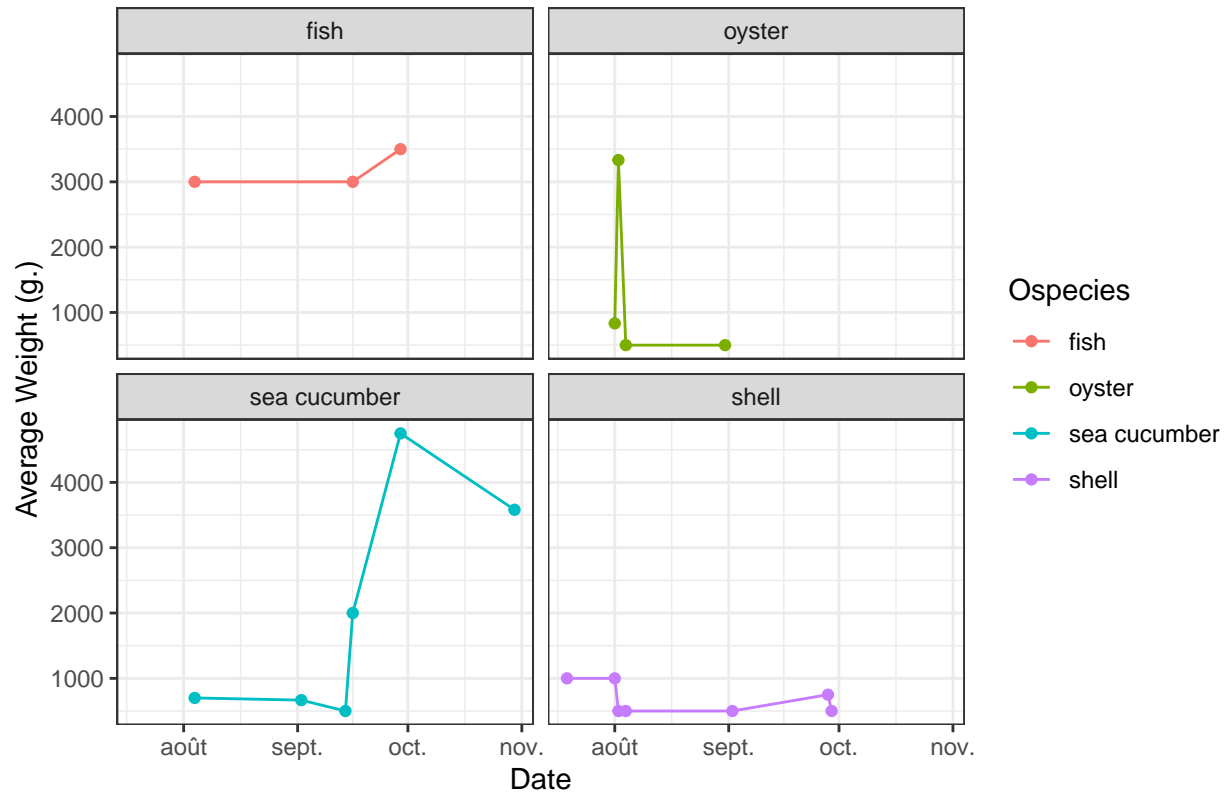 fish
oyster
4000
3000
2000
1000
sea cucumber
shell
4000
3000
2000
1000
août
sept.
oct.
nov.
août
sept.
oct.
nov.
Date
Average Weight (g.)
Ospecies
fish
oyster
sea cucumber
shell